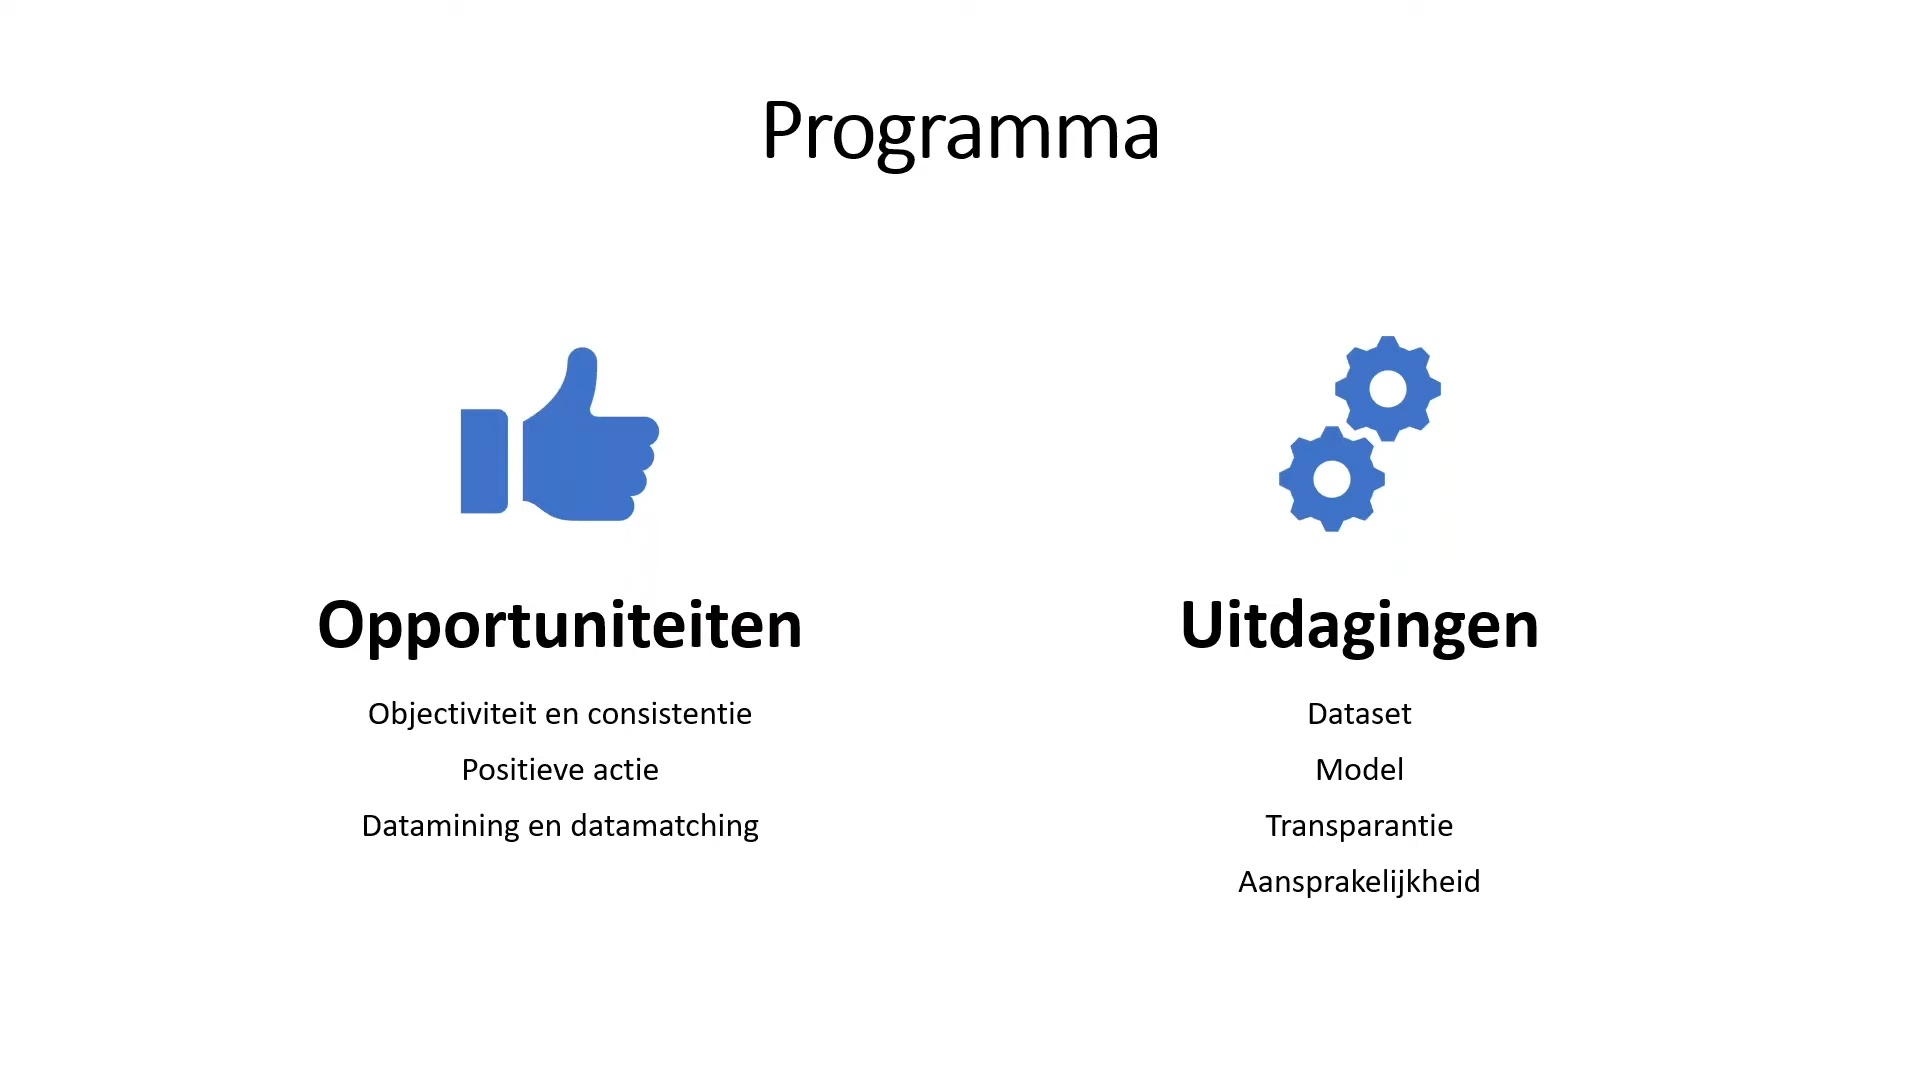 Programma
Opportuniteiten
Objectiviteit en consistentie
Positieve actie
Datamining en datamatching
Uitdagingen
Dataset
Model
Transparantie
Aansprakelijkheid